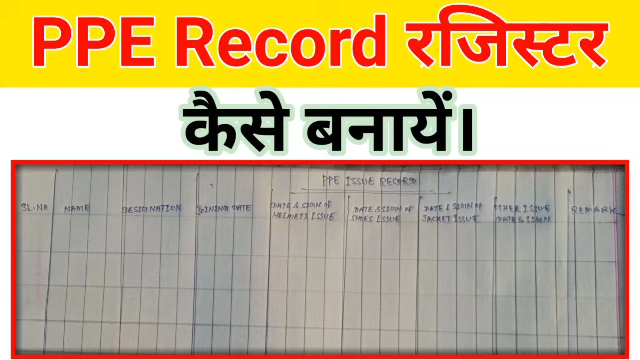 PPE Record रजिस्टर
कैसे बनायें।
PPE ISSUE RECORD
SL.NO NAME DESIGNATION JOINING DATE DATE & SIGN OF HELMETS ISSUE DATE & SIGN OF SHOES ISSUE DATE & SIGN OF JACKET ISSUE OTHER ISSUE DATE & REMARK